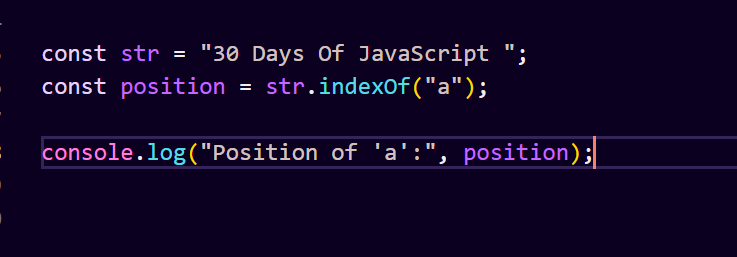 const str = "30 Days Of JavaScript ";
const position = str.indexOf("a");
console.log("Position of 'a':", position);